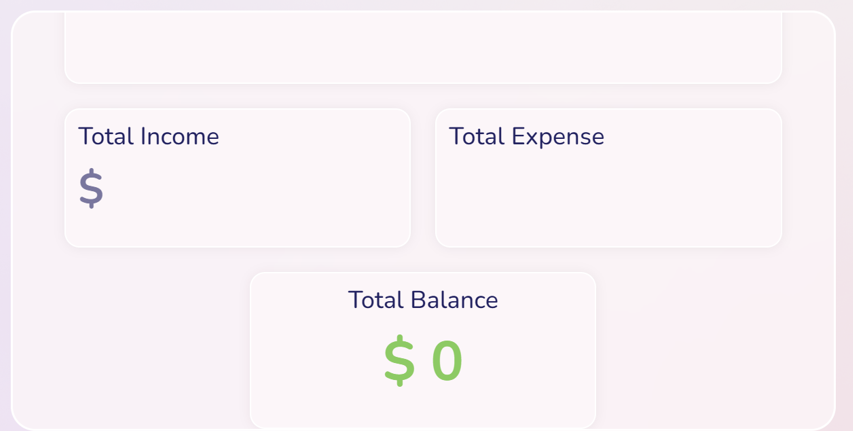 Total Income
Total Expense
$
Total Balance
$ 0